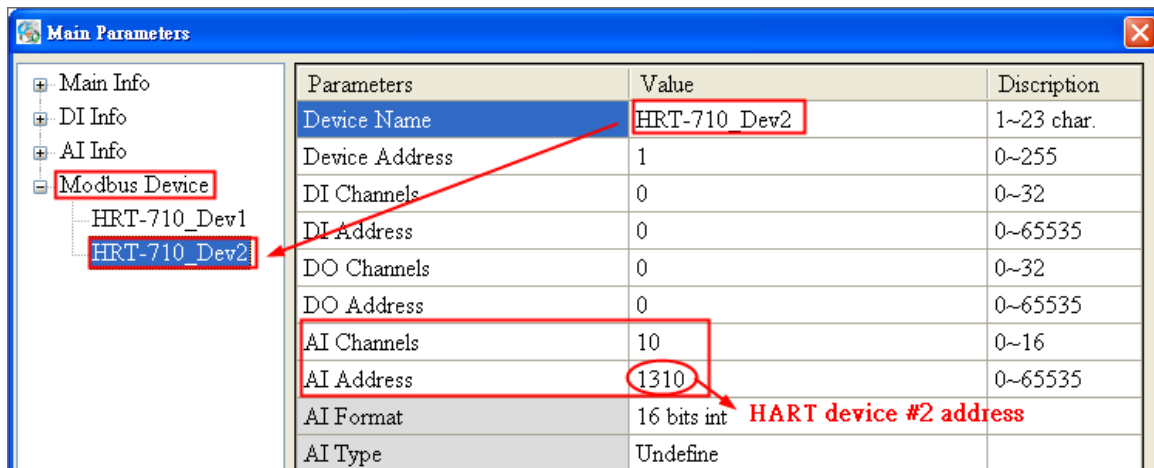 Main Parameters
Main Info
DI Info
AI Info
Modbus Device
HRT-710_Dev1
HRT-710_Dev2
Parameters Value Discription
Device Name HRT-710_Dev2 1~23 char.
Device Address 1 0~255
DI Channels 0 0~32
DI Address 0 0~65535
DO Channels 0 0~32
DO Address 0 0~65535
AI Channels 10 0~16
AI Address 1310 0~65535
AI Format 16 bits int HART device #2 address
AI Type Undefine